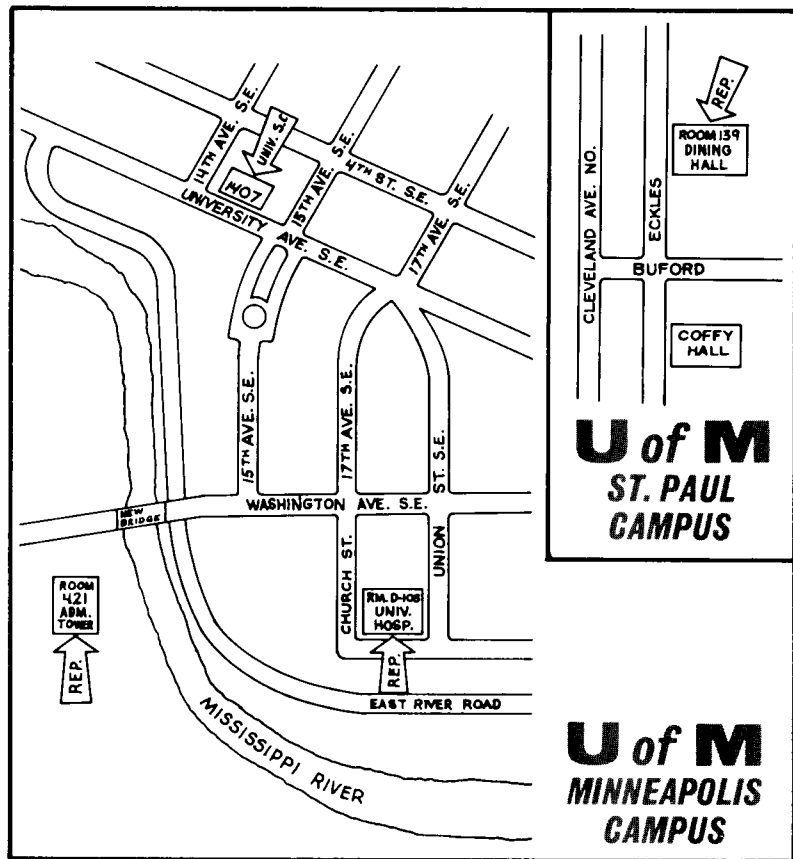 14TH AVE. S.E.
S.E.
UNIV. S.C
1407
15TH AVE. S.E.
4TH ST. S.E.
UNIVERSITY AVE. S.E.
17TH AVE. S.E.
15TH AVE. S.E.
17TH AVE. S.E.
UNION ST. S.E.
WASHINGTON AVE. S.E.
NEW
BRIDGE
CHURCH ST.
ROOM
421
ADM.
TOWER
REP.
RM. D-108
UNIV.
HOSP.
REP.
EAST RIVER ROAD
MISSISSIPPI RIVER
REP.
ROOM 139
DINING
HALL
CLEVELAND AVE. NO.
ECKLES
BUFORD
COFFY
HALL
U of M
ST. PAUL
CAMPUS
U of M
MINNEAPOLIS
CAMPUS